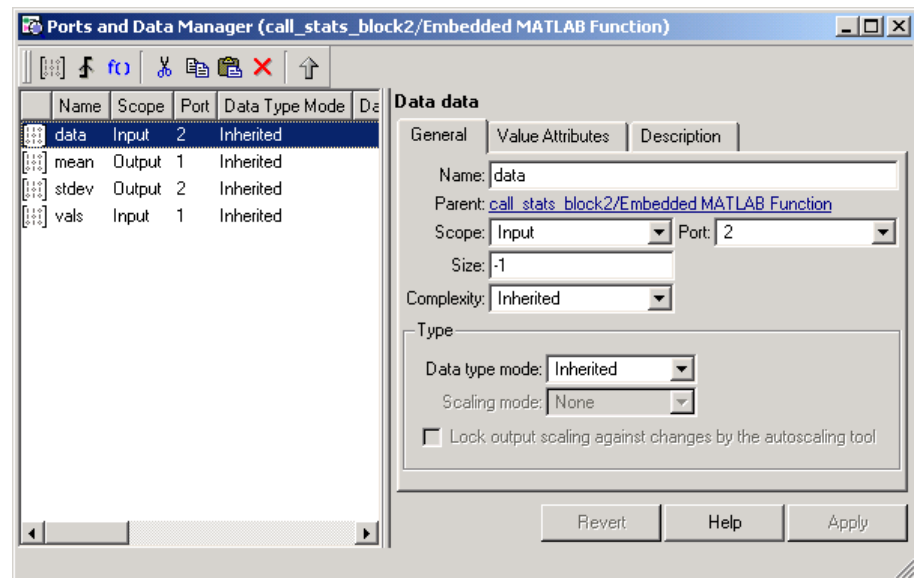 Ports and Data Manager (call_stats_block2/Embedded MATLAB Function)
f()
Name Scope Port Data Type Mode Da
data Input 2 Inherited
mean Output 1 Inherited
stdev Output 2 Inherited
vals Input 1 Inherited
Data data
General Value Attributes Description
Name: data
Parent: call_stats_block2/Embedded MATLAB Function
Scope: Input Port: 2
Size: -1
Complexity: Inherited
Type
Data type mode: Inherited
Scaling mode: None
Lock output scaling against changes by the autoscaling tool
Revert Help Apply